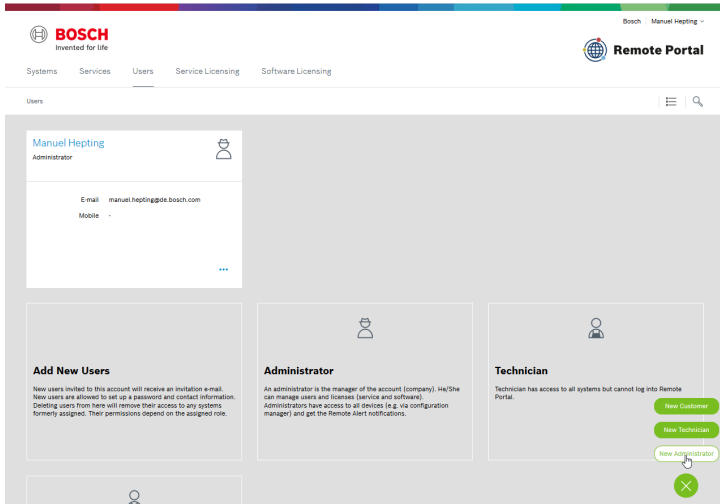 Bosch
Manuel Hepting
BOSCH
Invented for life
Remote Portal
Systems Services Users Service Licensing Software Licensing
Users
Manuel Hepting
Administrator
E-mail manuel.hepting@de.bosch.com
Mobile -
Add New Users
New users invited to this account will receive an invitation e-mail.
New users are allowed to set up a password and contact information.
Deleting users from here will remove their access to any systems
formerly assigned. Their permissions depend on the assigned role.
Administrator
An administrator is the manager of the account (company). He/She
can manage users and licenses (service and software).
Administrators have access to all devices (e.g. via configuration
manager) and get the Remote Alert notifications.
Technician
Technician has access to all systems but cannot log into Remote
Portal.
New Customer
New Technician
New Administrator